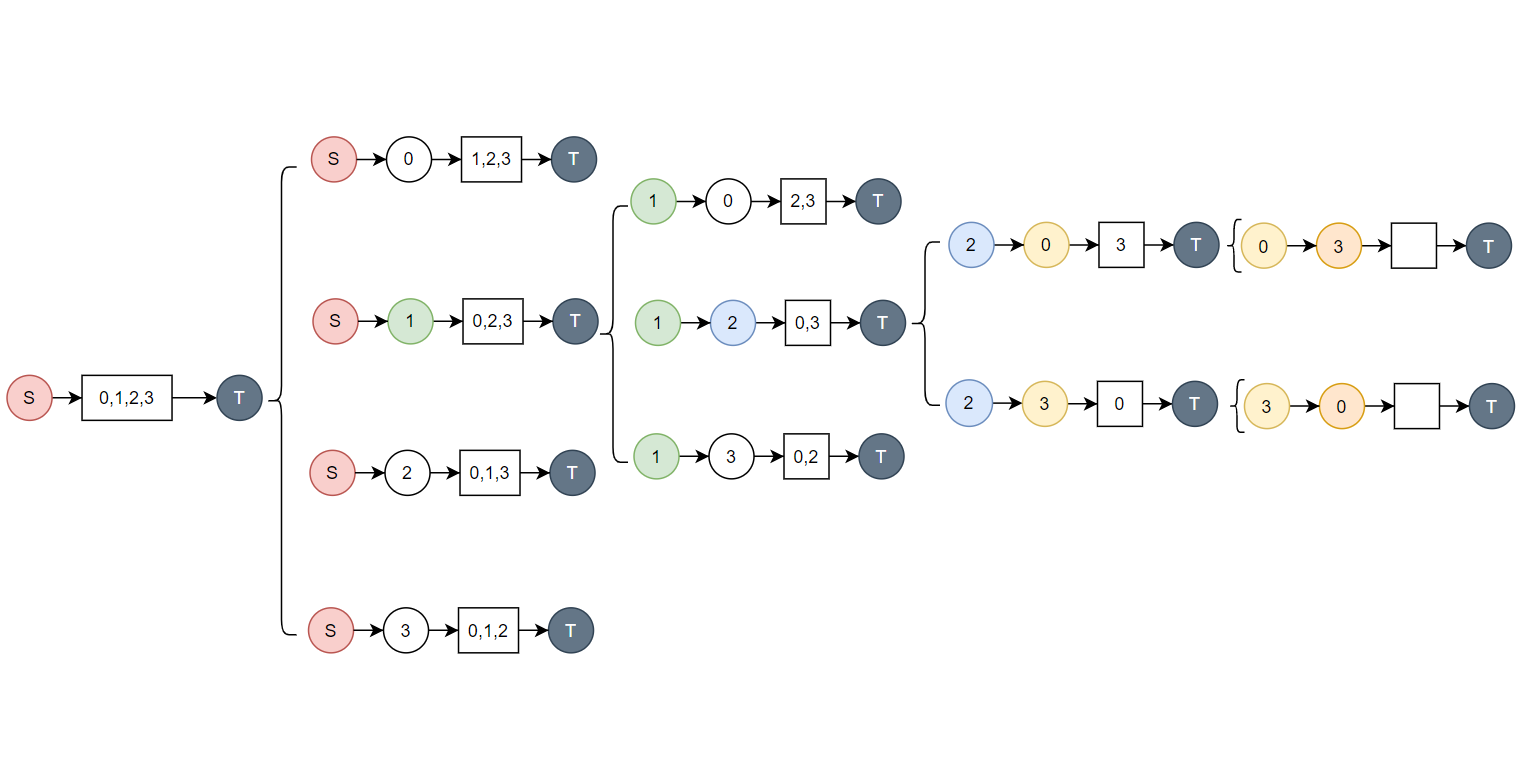 S 0,1,2,3 T
S 0 1,2,3 T
S 1 0,2,3 T
S 2 0,1,3 T
S 3 0,1,2 T
1 0 2,3 T
1 2 0,3 T
1 3 0,2 T
2 0 3 T
2 3 0 T
0 3 T
3 0 T